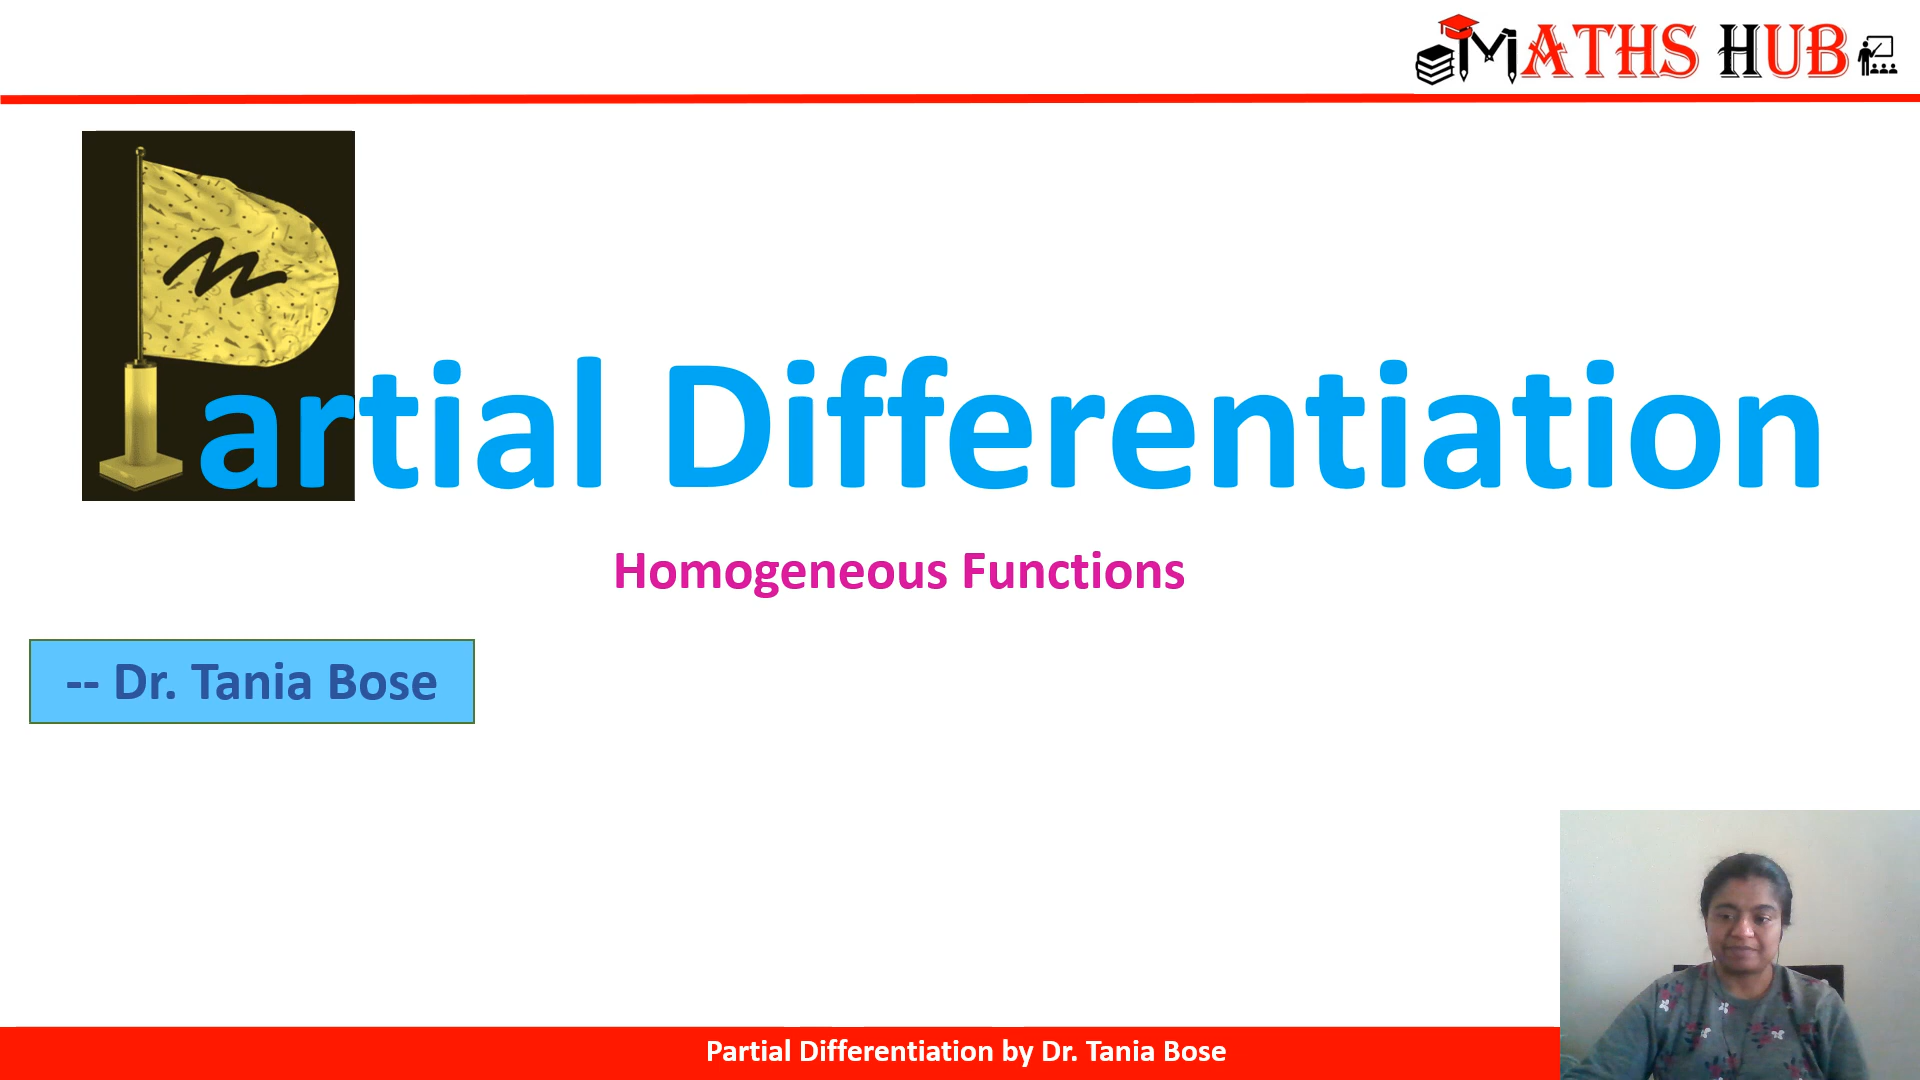 MATHS HUB
Partial Differentiation
Homogeneous Functions
-- Dr. Tania Bose
Partial Differentiation by Dr. Tania Bose